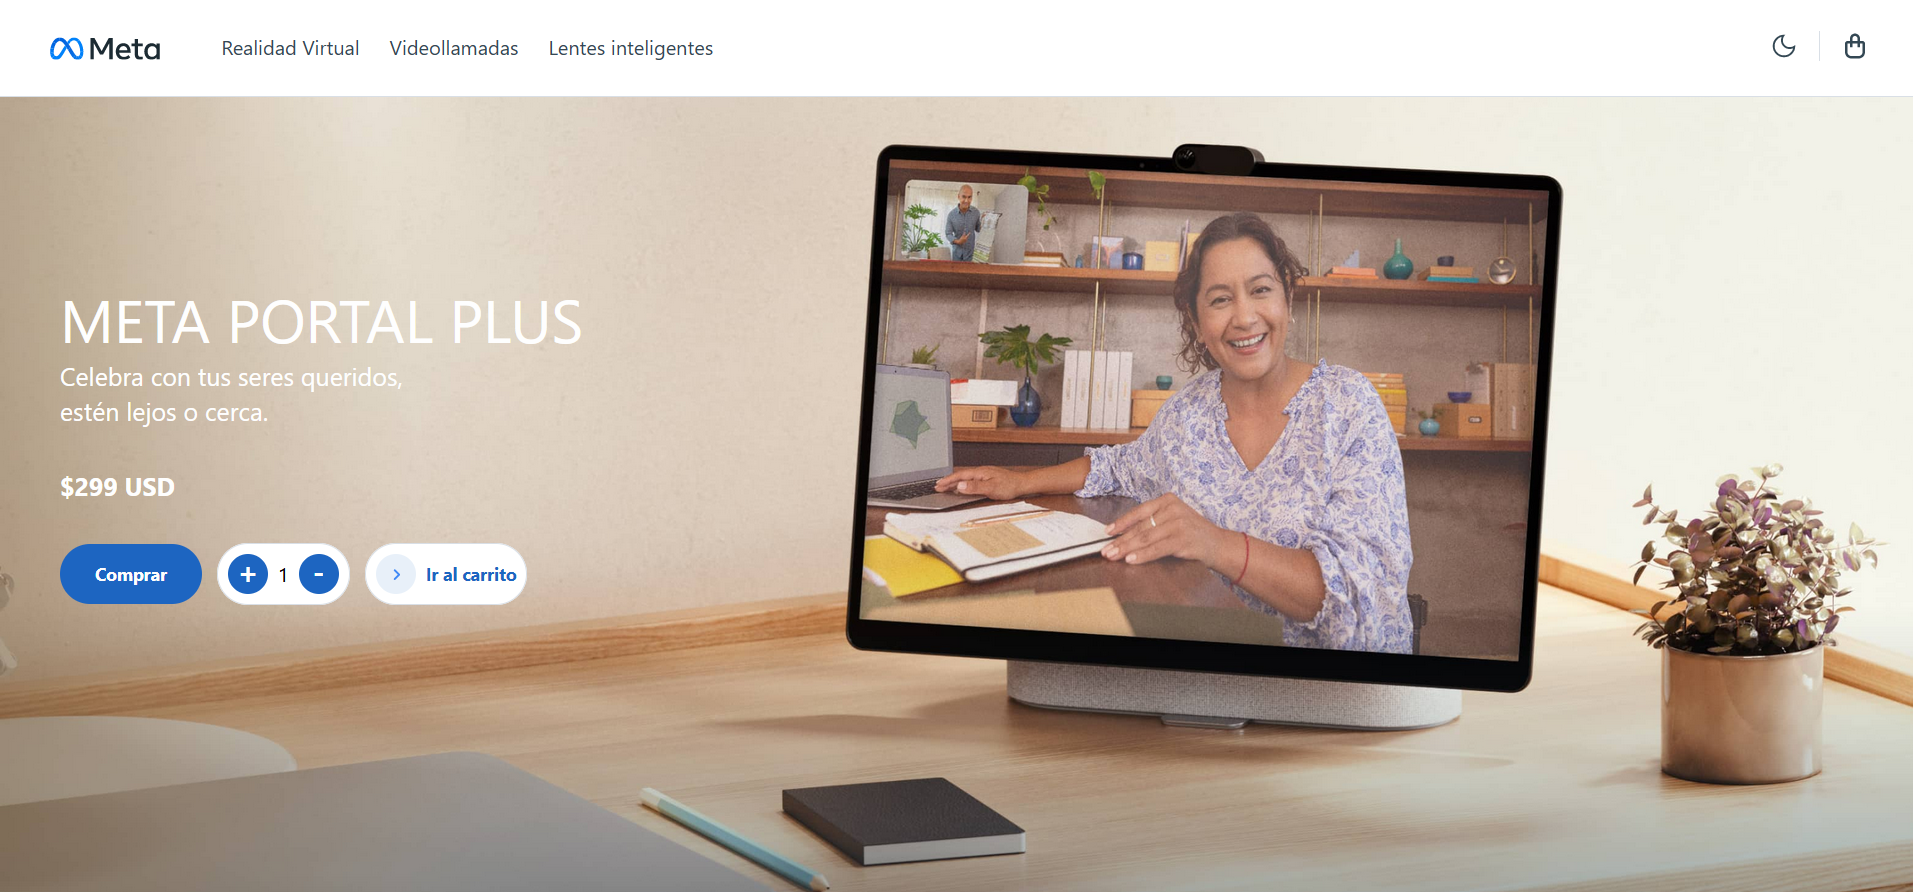 Meta
Realidad Virtual
Videollamadas
Lentes inteligentes
META PORTAL PLUS
Celebra con tus seres queridos,
estén lejos o cerca.
$299 USD
Comprar
+ 1 -
Ir al carrito